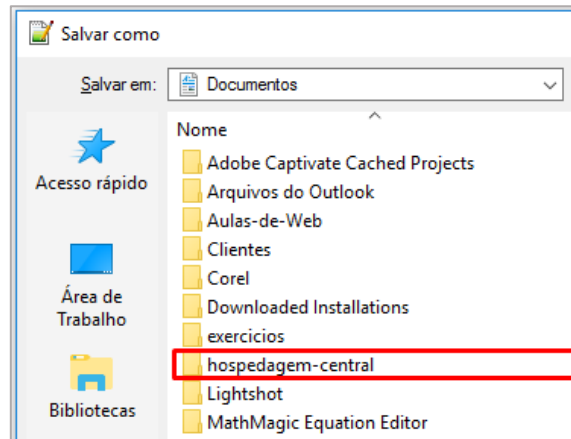 Salvar como
Salvar em:
Documentos
Acesso rápido
Área de
Trabalho
Bibliotecas
Nome
Adobe Captivate Cached Projects
Arquivos do Outlook
Aulas-de-Web
Clientes
Corel
Downloaded Installations
exercicios
hospedagem-central
Lightshot
MathMagic Equation Editor